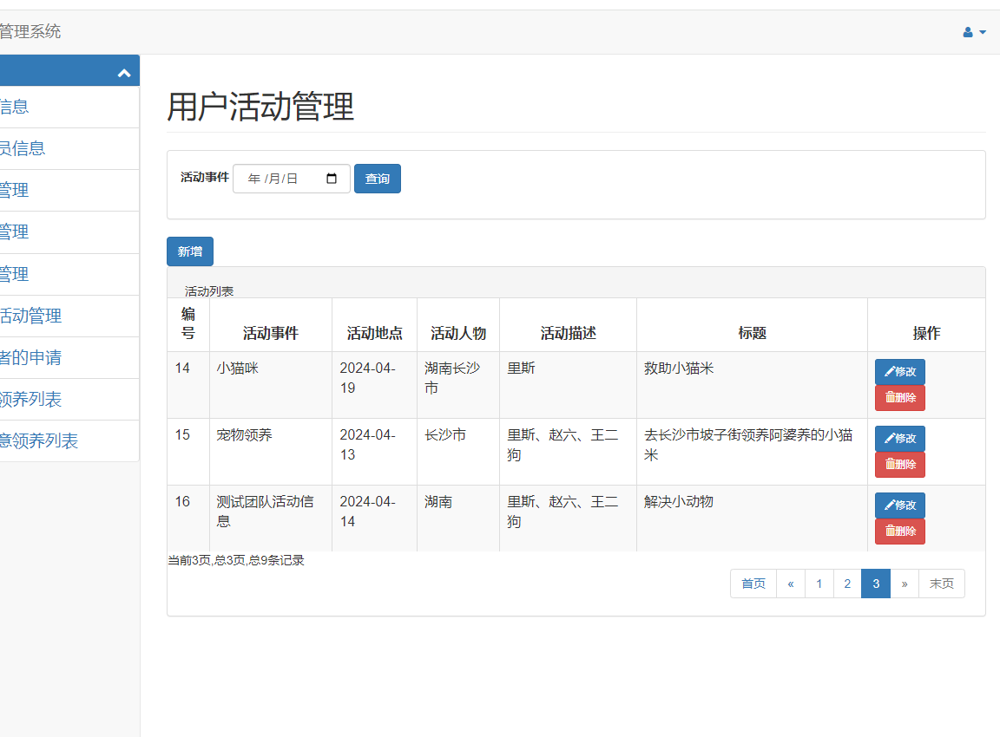 管理系统
信息
员信息
管理
管理
管理
活动管理
者的申请
领养列表
意领养列表
用户活动管理
活动事件 年 /月/日 查询
新增
活动列表
编号 活动事件 活动地点 活动人物 活动描述 标题 操作
14 小猫咪 2024-04-19 湖南长沙市 里斯 救助小猫米 修改 删除
15 宠物领养 2024-04-13 长沙市 里斯、赵六、王二狗 去长沙市坡子街领养阿婆养的小猫米 修改 删除
16 测试团队活动信息 2024-04-14 湖南 里斯、赵六、王二狗 解决小动物 修改 删除
当前3页,总3页,总9条记录
首页 « 1 2 3 » 末页